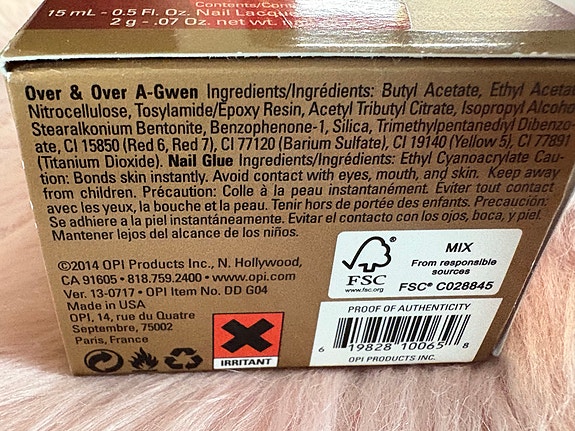 Contents/Conte
15 mL - 0.5 Fl. Oz. Nail Lacque
2 g - .07 Oz. net wt. nail
Over & Over A-Gwen Ingredients/Ingrédients: Butyl Acetate, Ethyl Acetate
Nitrocellulose, Tosylamide/Epoxy Resin, Acetyl Tributyl Citrate, Isopropyl Alcohol
Stearalkonium Bentonite, Benzophenone-1, Silica, Trimethylpentanediyl Dibenzo-
ate, CI 15850 (Red 6, Red 7), CI 77120 (Barium Sulfate), CI 19140 (Yellow 5), CI 77891
(Titanium Dioxide). Nail Glue Ingredients/Ingrédients: Ethyl Cyanoacrylate Cau-
tion: Bonds skin instantly. Avoid contact with eyes, mouth, and skin. Keep away
from children. Précaution: Colle à la peau instantanément. Éviter tout contact
avec les yeux, la bouche et la peau. Tenir hors de portée des enfants. Precaución:
Se adhiere a la piel instantáneamente. Evitar el contacto con los ojos, boca, y piel.
Mantener lejos del alcance de los niños.
©2014 OPI Products Inc., N. Hollywood,
CA 91605 • 818.759.2400 • www.opi.com
Ver. 13-0717 • OPI Item No. DD G04
Made in USA
OPI, 14, rue du Quatre
Septembre, 75002
Paris, France
IRRITANT
FSC
www.fsc.org
MIX
From responsible
sources
FSC® C028845
PROOF OF AUTHENTICITY
6 19828 10065 8
OPI PRODUCTS INC.